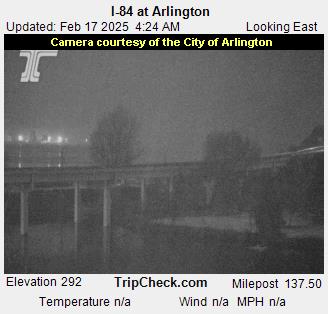 I-84 at Arlington
Updated: Feb 17 2025 4:24 AM Looking East
Camera courtesy of the City of Arlington
Elevation 292 TripCheck.com Milepost 137.50
Temperature n/a Wind n/a MPH n/a